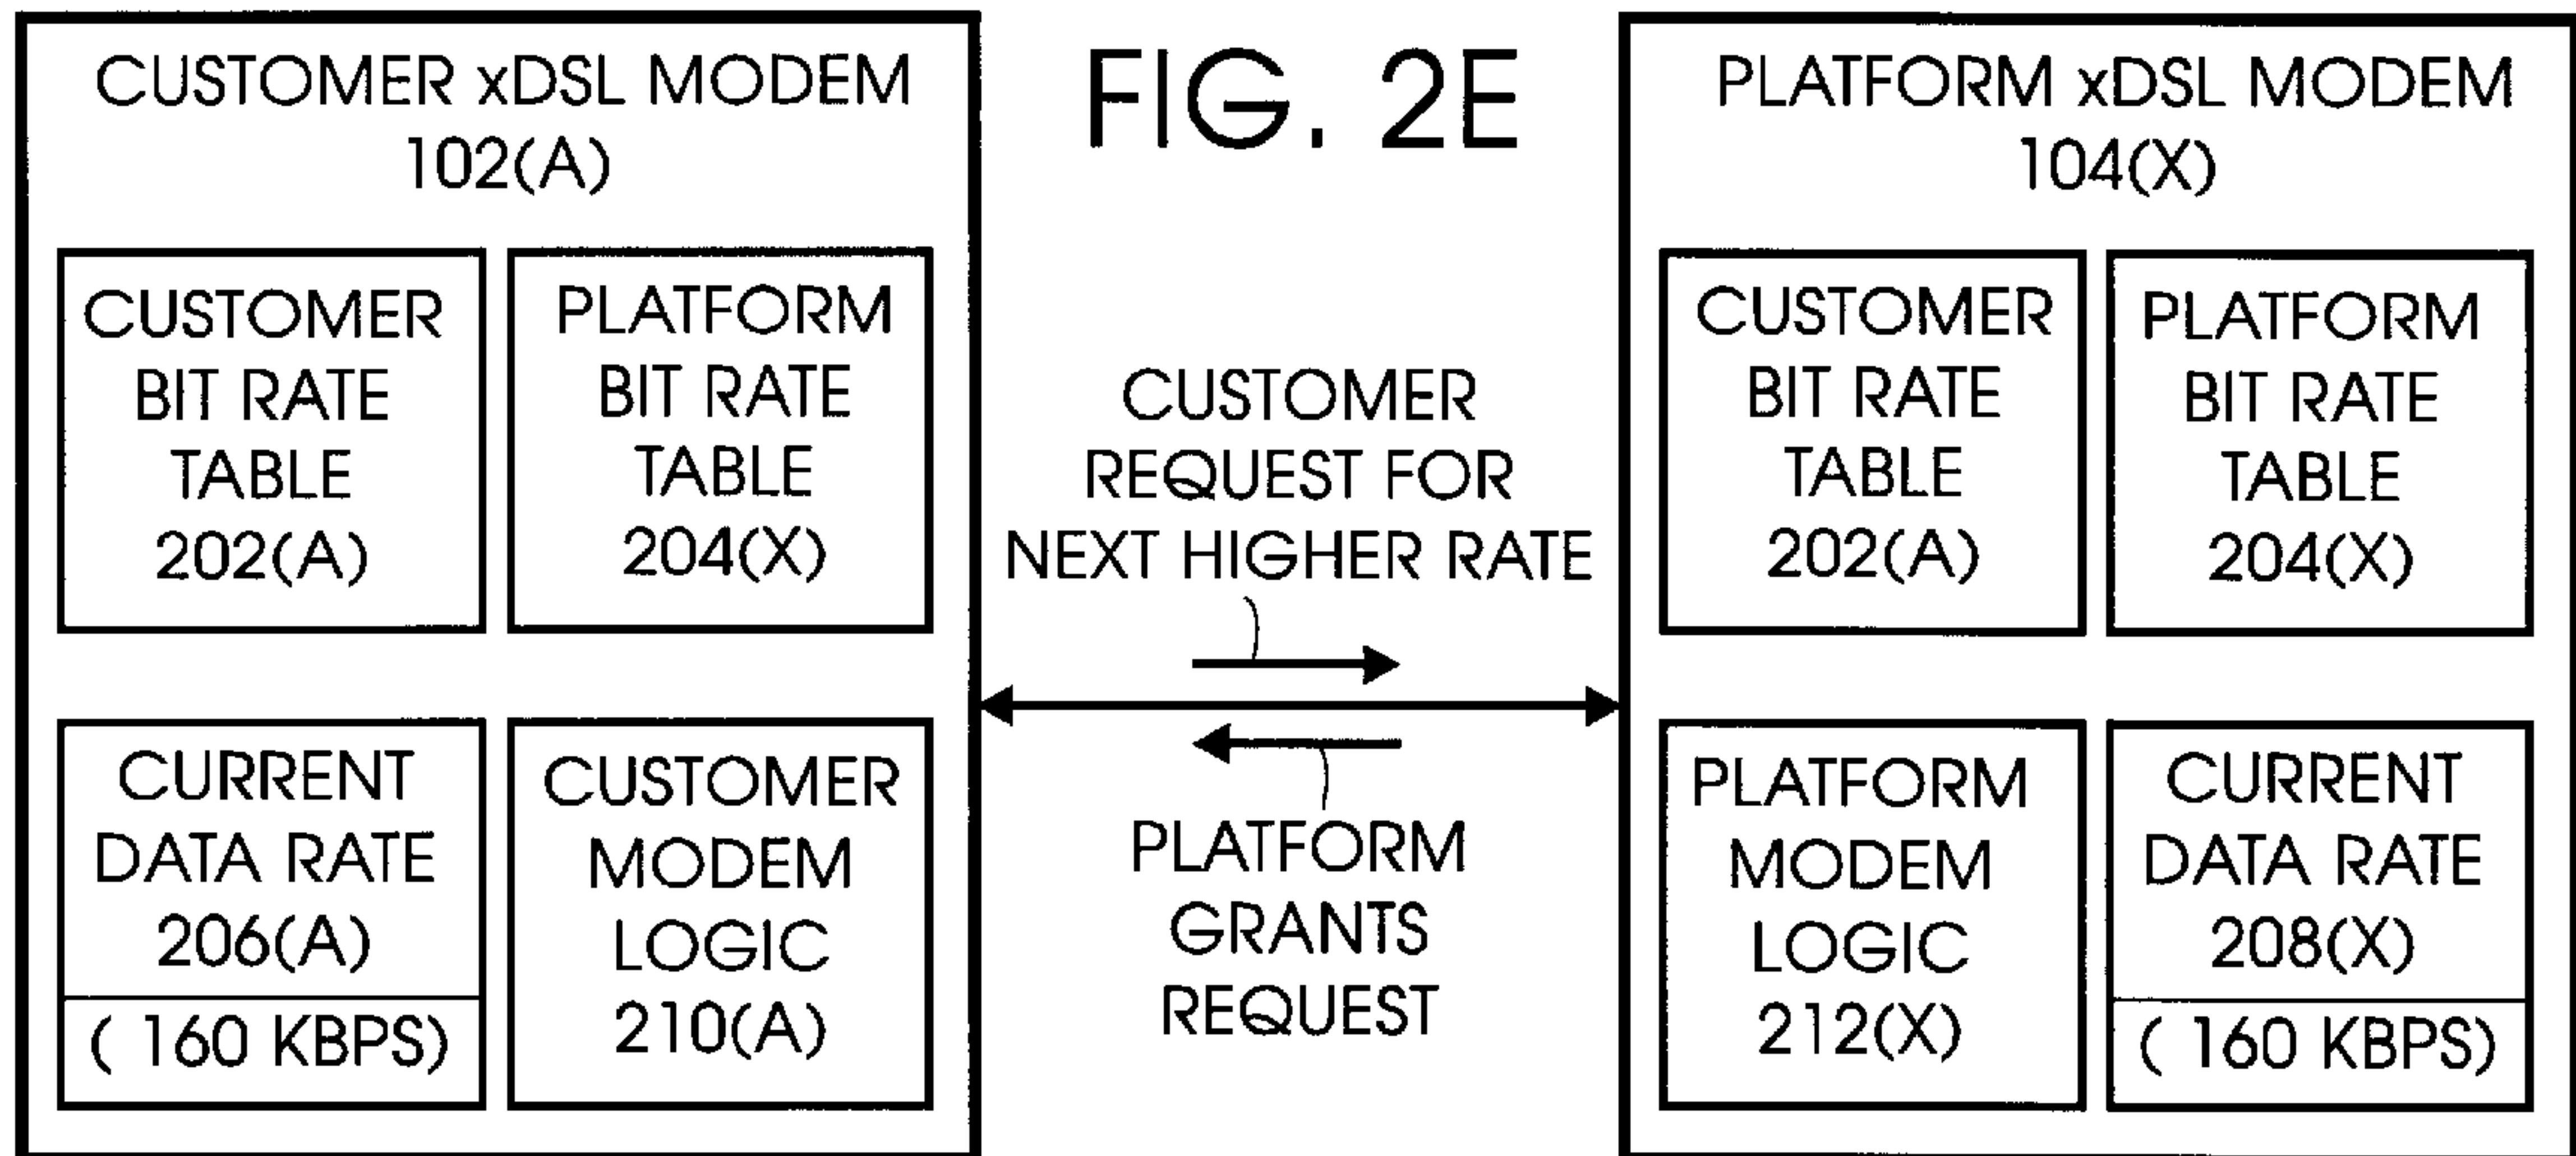 CUSTOMER xDSL MODEM
102(A)
CUSTOMER
BIT RATE
TABLE
202(A)
PLATFORM
BIT RATE
TABLE
204(X)
CURRENT
DATA RATE
206(A)
( 160 KBPS)
CUSTOMER
MODEM
LOGIC
210(A)
FIG. 2E
CUSTOMER
REQUEST FOR
NEXT HIGHER RATE
PLATFORM
GRANTS
REQUEST
PLATFORM xDSL MODEM
104(X)
CUSTOMER
BIT RATE
TABLE
202(A)
PLATFORM
BIT RATE
TABLE
204(X)
PLATFORM
MODEM
LOGIC
212(X)
CURRENT
DATA RATE
208(X)
( 160 KBPS)